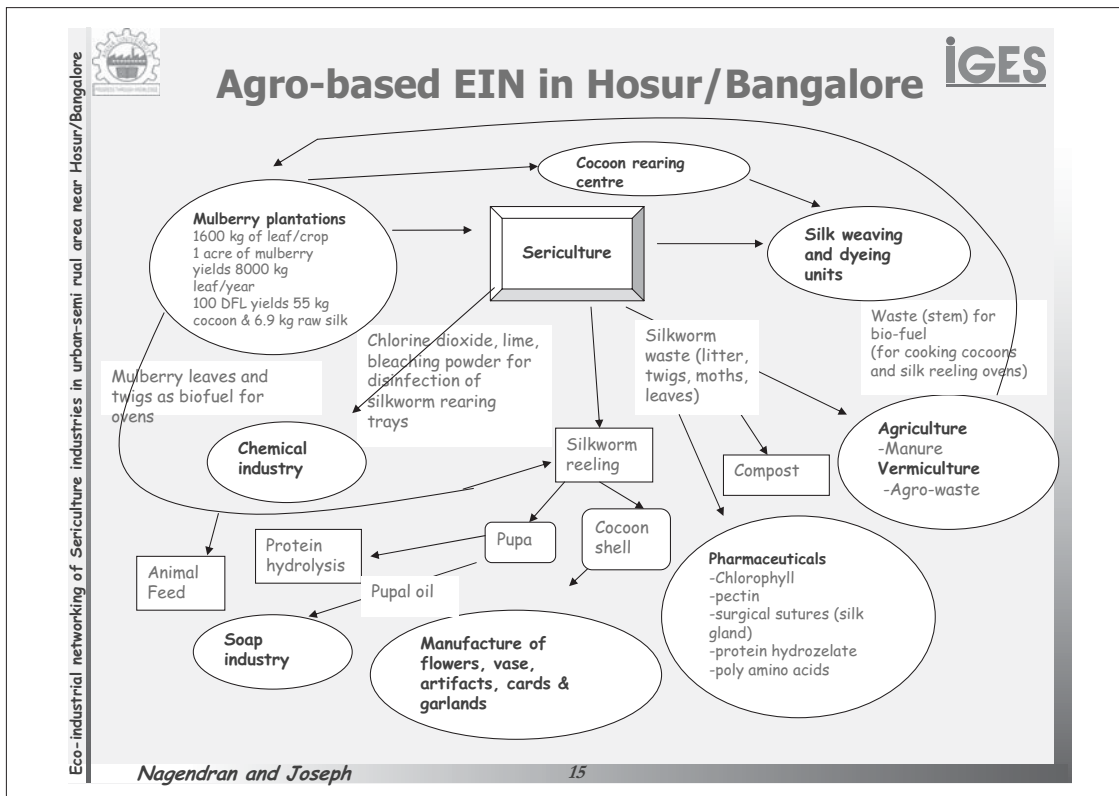 Eco-industrial networking of Sericulture industries in urban-semi rual area near Hosur/Bangalore
Agro-based EIN in Hosur/Bangalore
iGES
Cocoon rearing
centre
Mulberry plantations
1600 kg of leaf/crop
1 acre of mulberry
yields 8000 kg
leaf/year
100 DFL yields 55 kg
cocoon & 6.9 kg raw silk
Sericulture
Silk weaving
and dyeing
units
Mulberry leaves and
twigs as biofuel for
ovens
Chlorine dioxide, lime,
bleaching powder for
disinfection of
silkworm rearing
trays
Silkworm
waste (litter,
twigs, moths,
leaves)
Waste (stem) for
bio-fuel
(for cooking cocoons
and silk reeling ovens)
Chemical
industry
Silkworm
reeling
Compost
Agriculture
-Manure
Vermiculture
-Agro-waste
Animal
Feed
Protein
hydrolysis
Pupa
Cocoon
shell
Pupal oil
Soap
industry
Manufacture of
flowers, vase,
artifacts, cards &
garlands
Pharmaceuticals
-Chlorophyll
-pectin
-surgical sutures (silk
gland)
-protein hydrozelate
-poly amino acids
Nagendran and Joseph
15